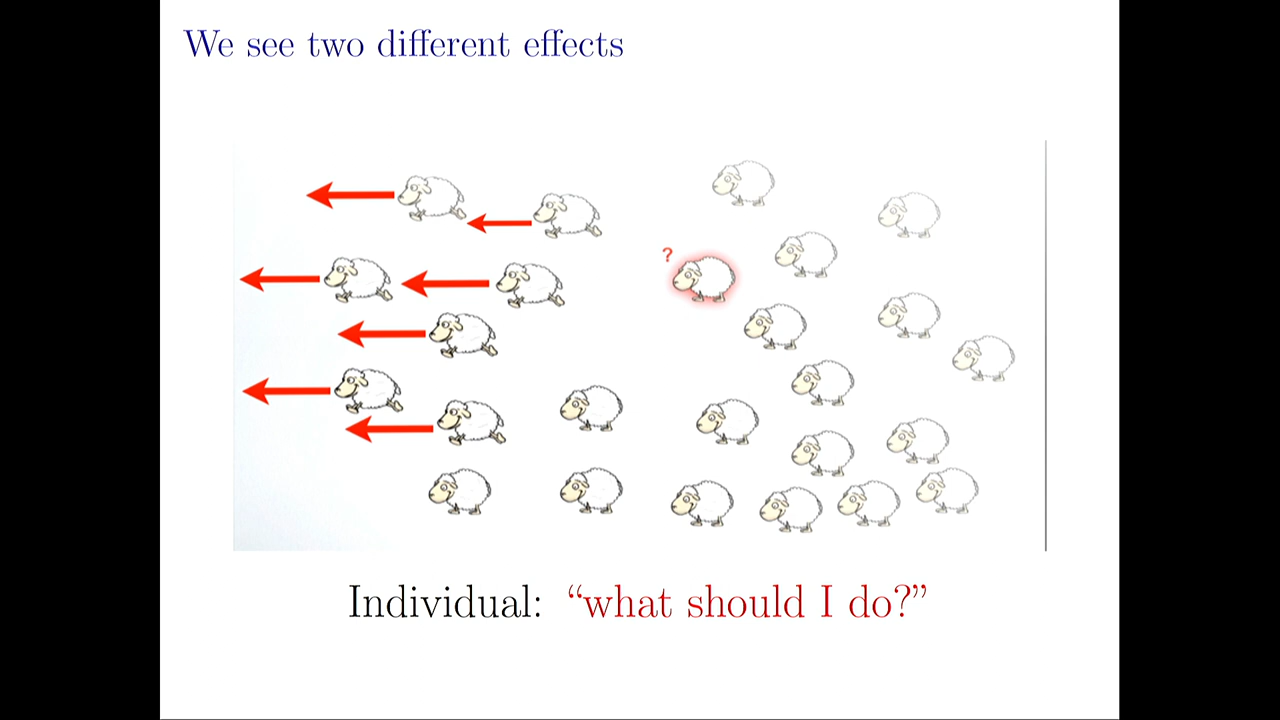 We see two different effects
?
Individual: “what should I do?”